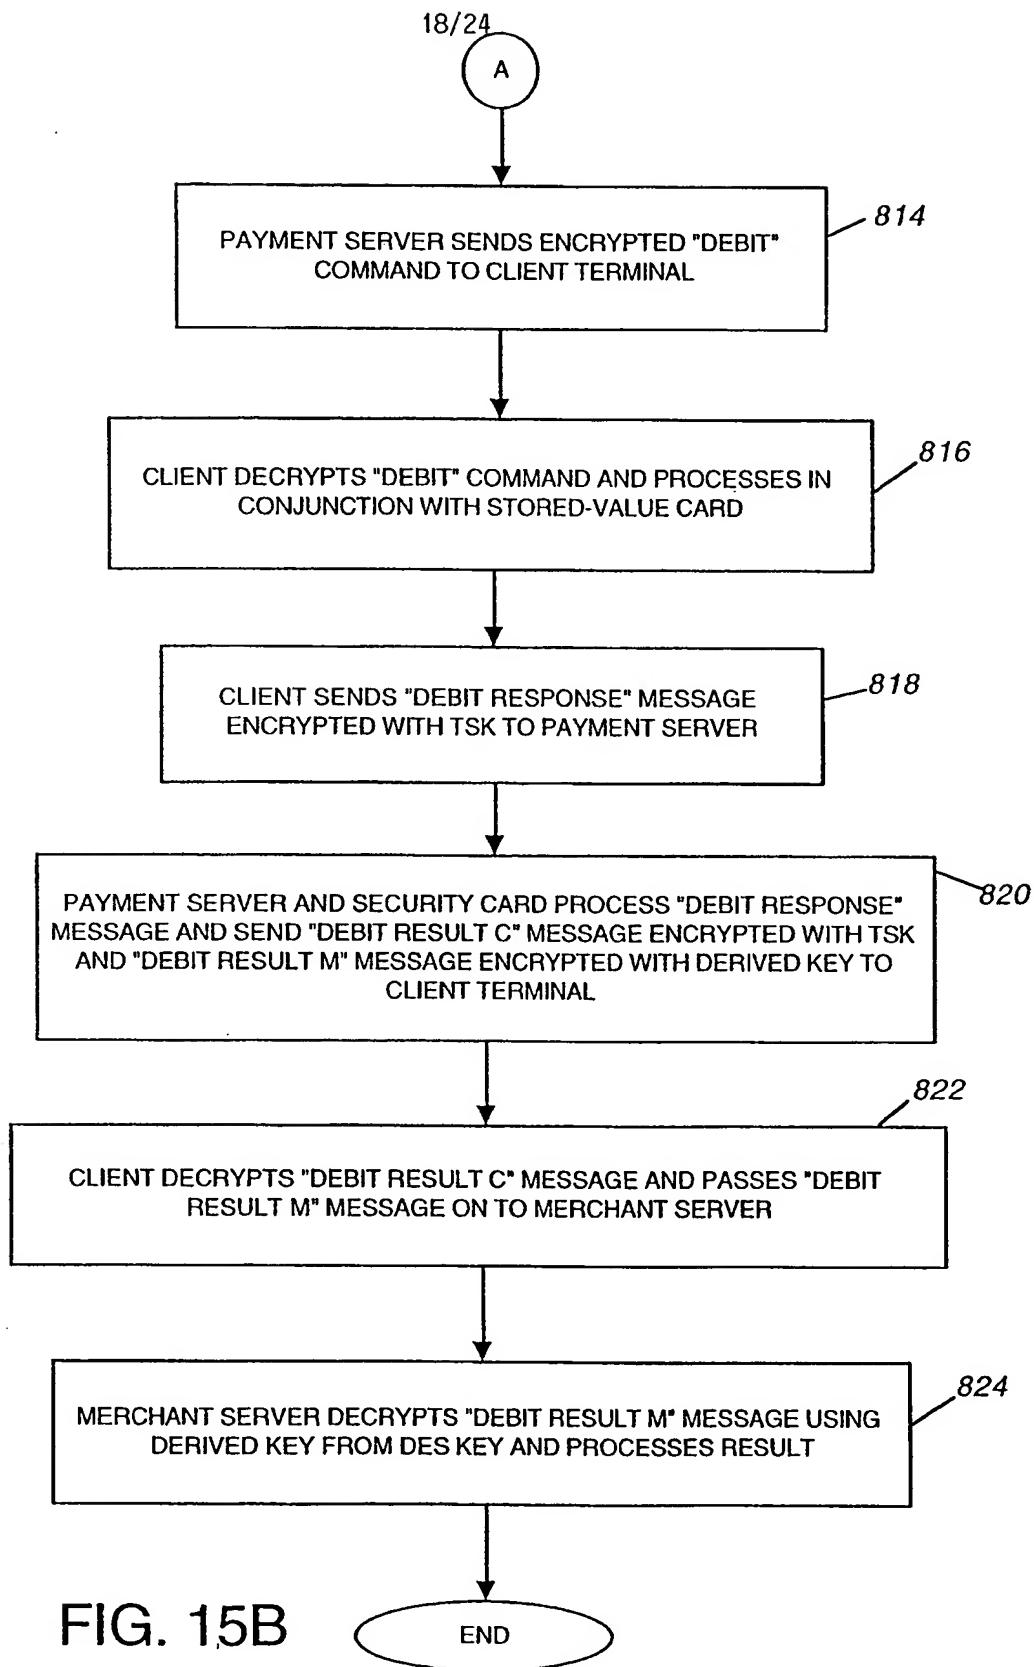 18/24
A
PAYMENT SERVER SENDS ENCRYPTED "DEBIT"
COMMAND TO CLIENT TERMINAL
814
CLIENT DECRYPTS "DEBIT" COMMAND AND PROCESSES IN
CONJUNCTION WITH STORED-VALUE CARD
816
CLIENT SENDS "DEBIT RESPONSE" MESSAGE
ENCRYPTED WITH TSK TO PAYMENT SERVER
818
PAYMENT SERVER AND SECURITY CARD PROCESS "DEBIT RESPONSE"
MESSAGE AND SEND "DEBIT RESULT C" MESSAGE ENCRYPTED WITH TSK
AND "DEBIT RESULT M" MESSAGE ENCRYPTED WITH DERIVED KEY TO
CLIENT TERMINAL
820
822
CLIENT DECRYPTS "DEBIT RESULT C" MESSAGE AND PASSES "DEBIT
RESULT M" MESSAGE ON TO MERCHANT SERVER
MERCHANT SERVER DECRYPTS "DEBIT RESULT M" MESSAGE USING
DERIVED KEY FROM DES KEY AND PROCESSES RESULT
824
END
FIG. 15B